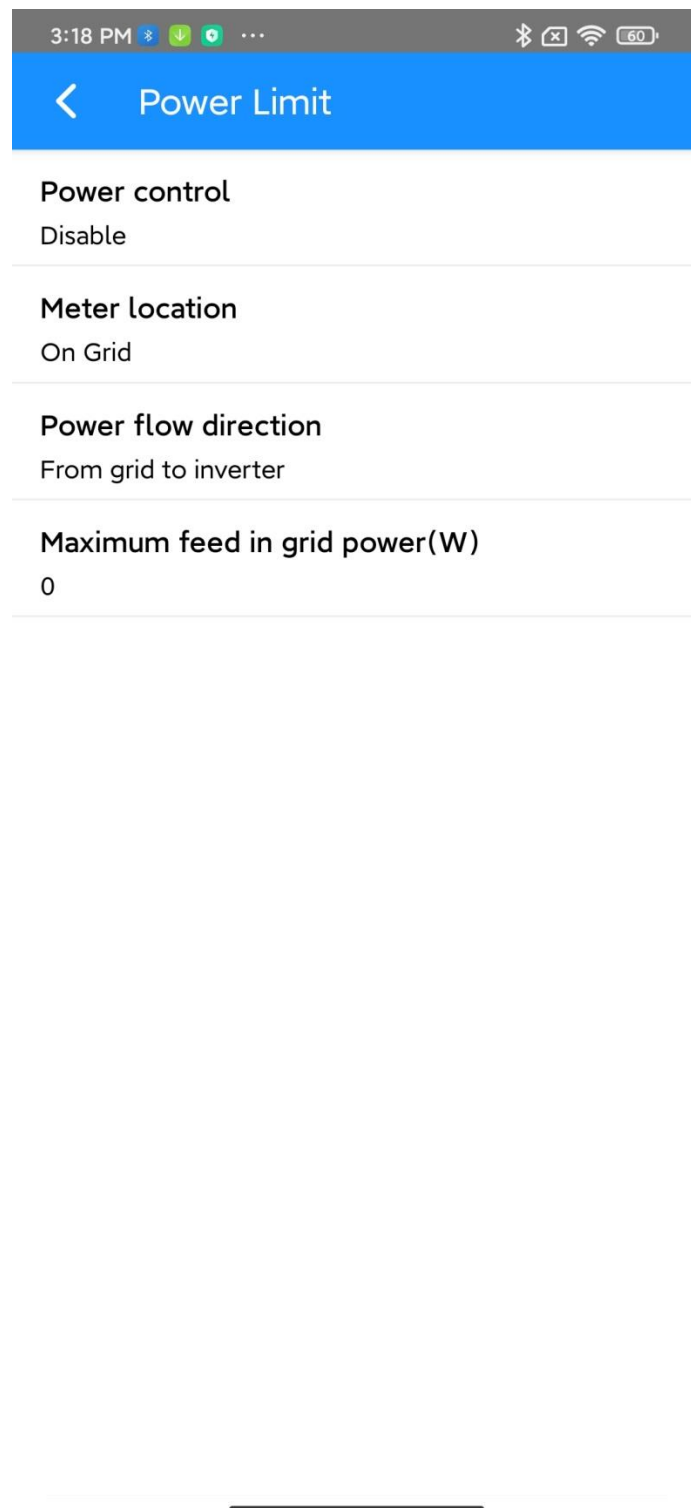 3:18 PM ...
60
Power Limit
Power control
Disable
Meter location
On Grid
Power flow direction
From grid to inverter
Maximum feed in grid power(W)
0